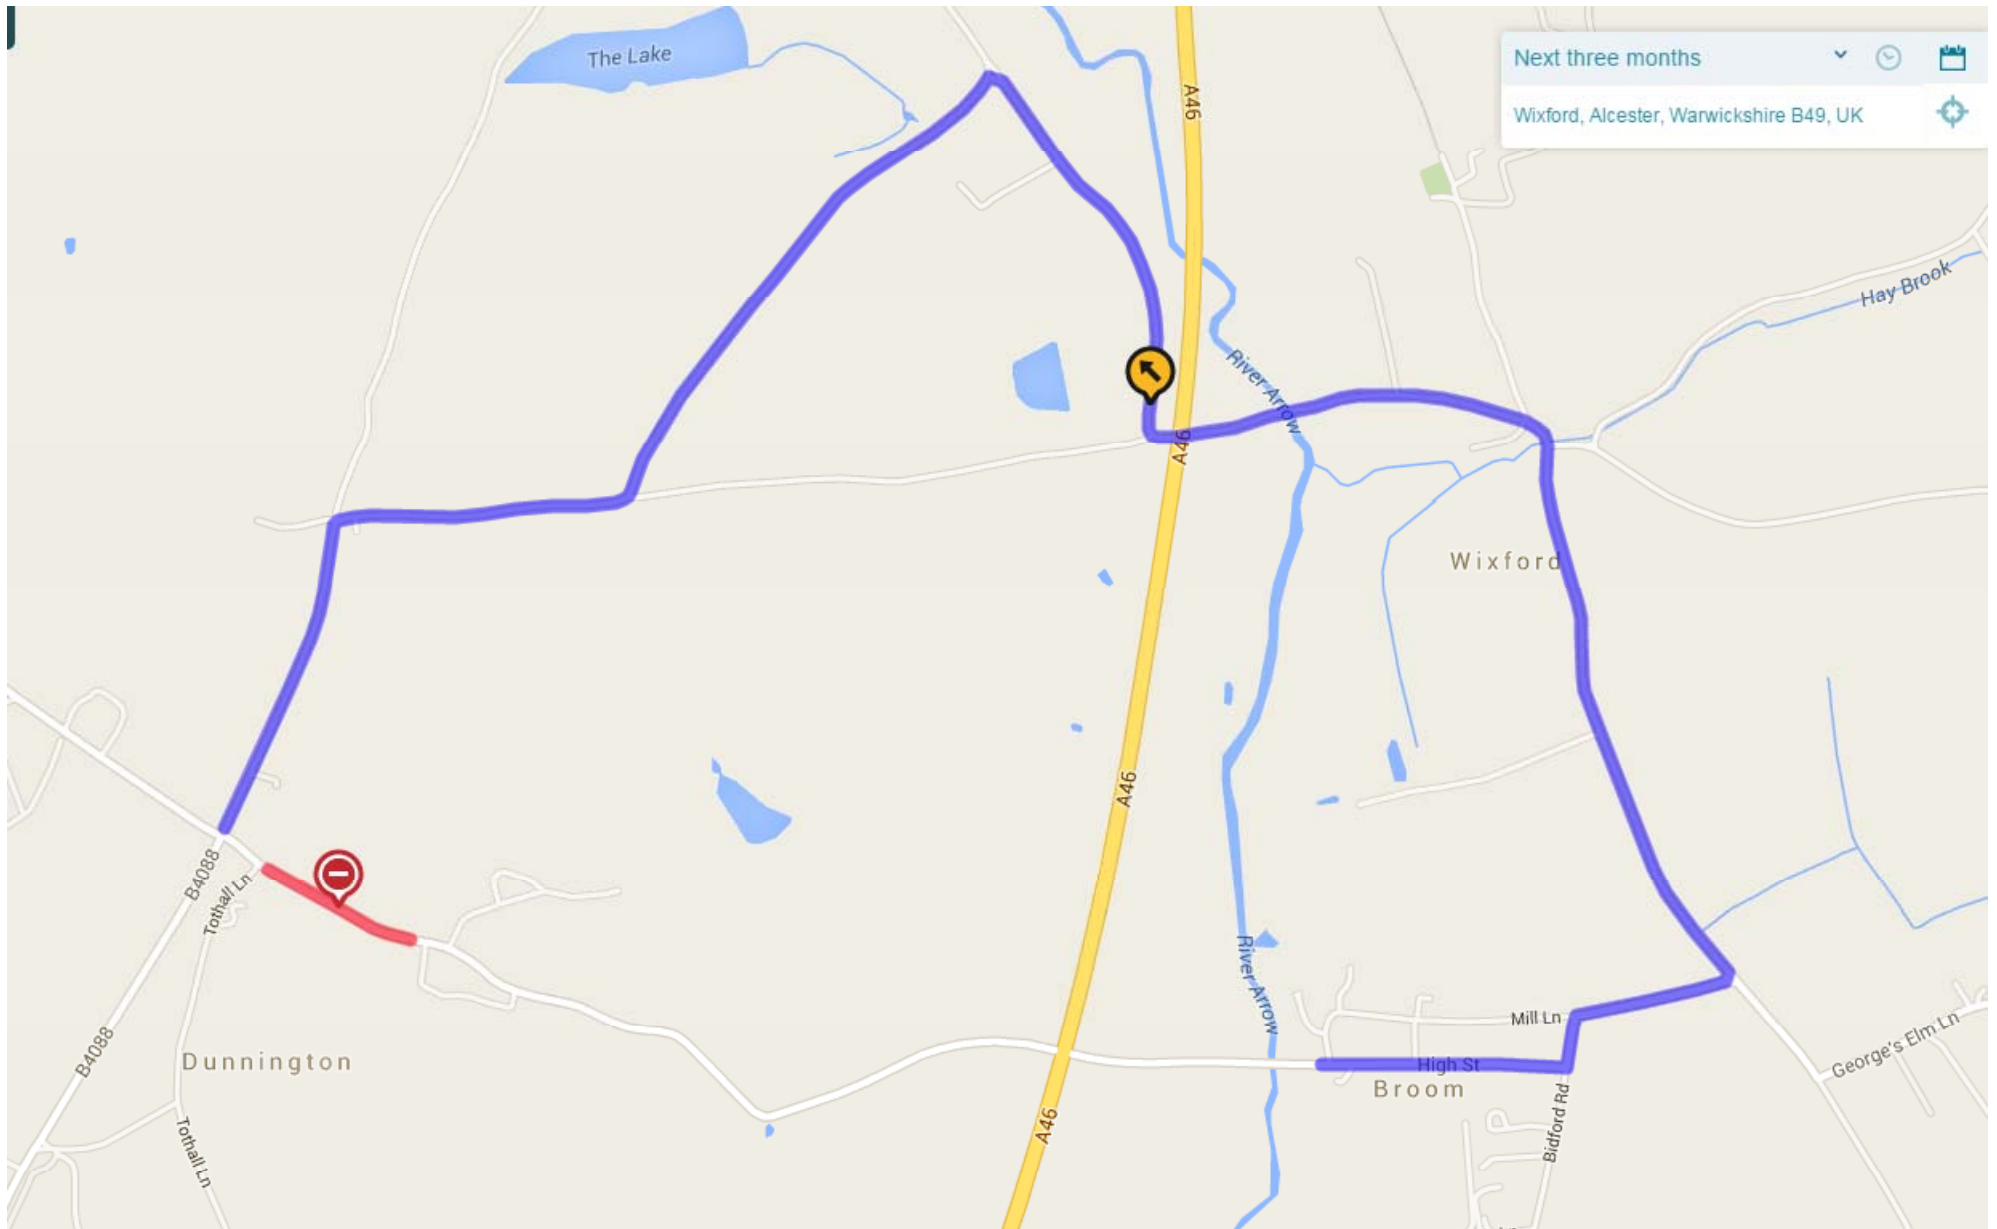 The Lake
A46
Next three months
Wixford, Alcester, Warwickshire B49, UK
Hay Brook
River Arrow
A46
Wixford
A46
B4088
Tothall Ln
River Arrow
Mill Ln
High St
George's Elm Ln
Broom
B4088
Dunnington
A46
Bidford Rd
Tothall Ln